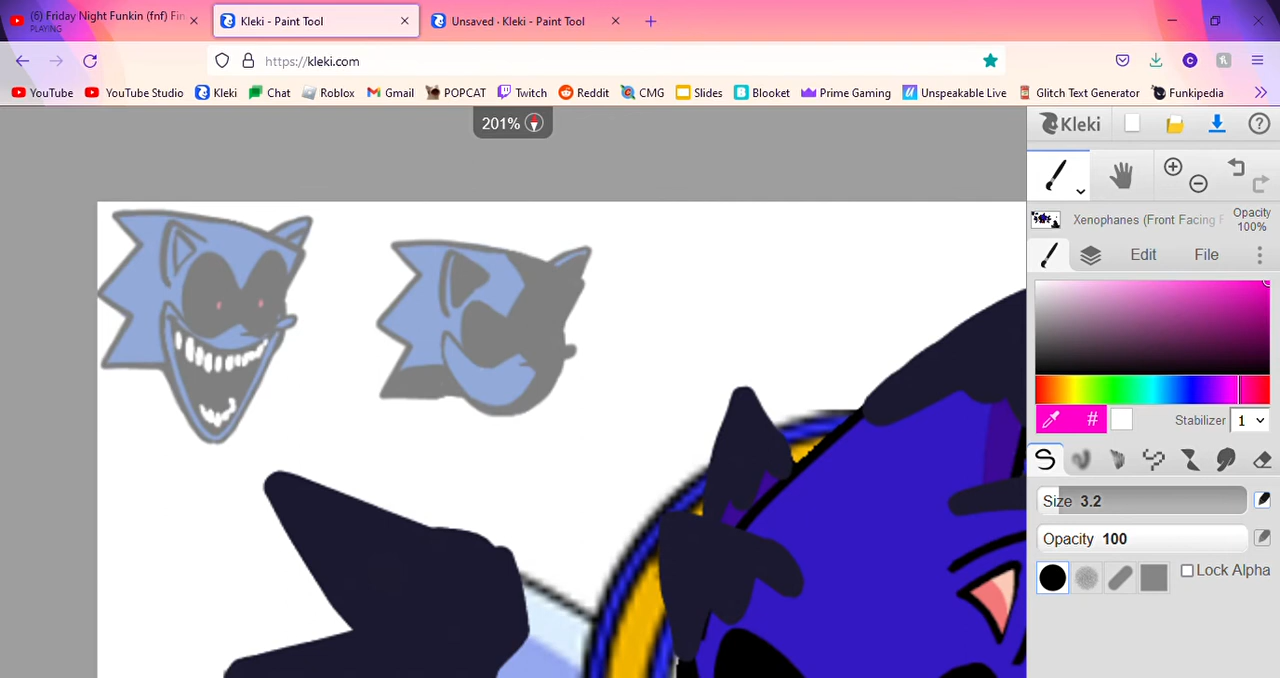 (6) Friday Night Funkin (fnf) Fin
PLAYING
Kleki - Paint Tool
Unsaved · Kleki - Paint Tool
https://kleki.com
YouTube YouTube Studio Kleki Chat Roblox Gmail POPCAT Twitch Reddit CMG Slides Blooket Prime Gaming Unspeakable Live Glitch Text Generator Funkipedia
201%
Kleki
Xenophanes (Front Facing F
Opacity
100%
Edit File
# Stabilizer 1
Size 3.2
Opacity 100
Lock Alpha